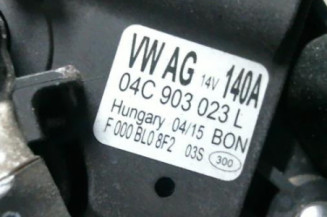 VW AG 14V 140A
04C 903 023 L
Hungary 04/15 BON
F 000 BL0 8F2 03S 300